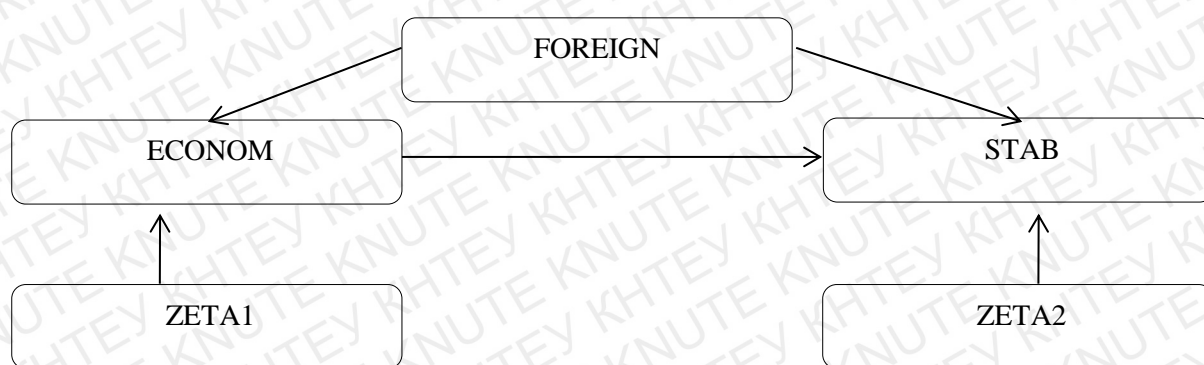 FOREIGN
ECONOM
STAB
ZETA1
ZETA2